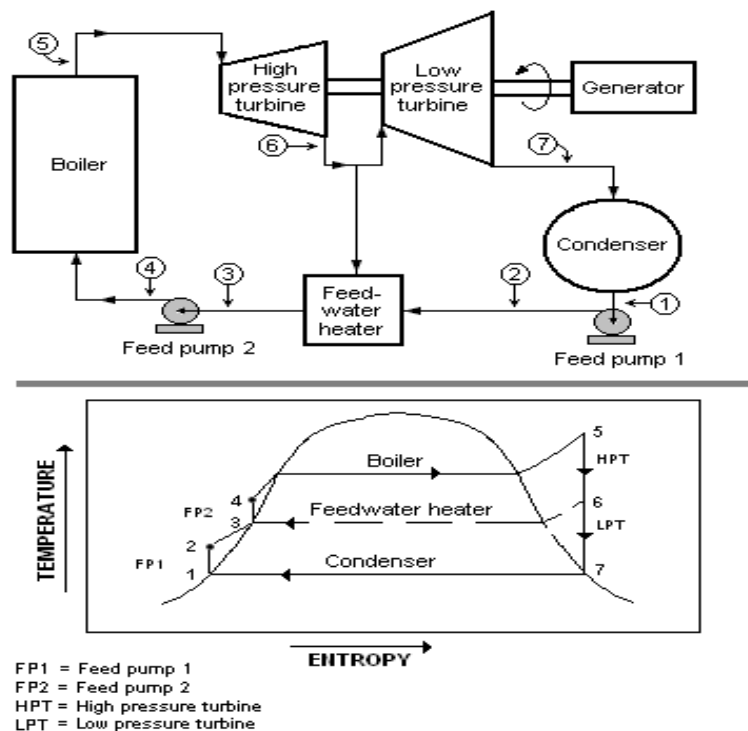 5
High
pressure
turbine
Low
pressure
turbine
Generator
6
7
Boiler
Condenser
4
3
2
1
Feed-
water
heater
Feed pump 2
Feed pump 1
TEMPERATURE
5
Boiler
HPT
4
6
FP2
Feedwater heater
3
LPT
2
FP1
Condenser
1
7
ENTROPY
FP1 = Feed pump 1
FP2 = Feed pump 2
HPT = High pressure turbine
LPT = Low pressure turbine